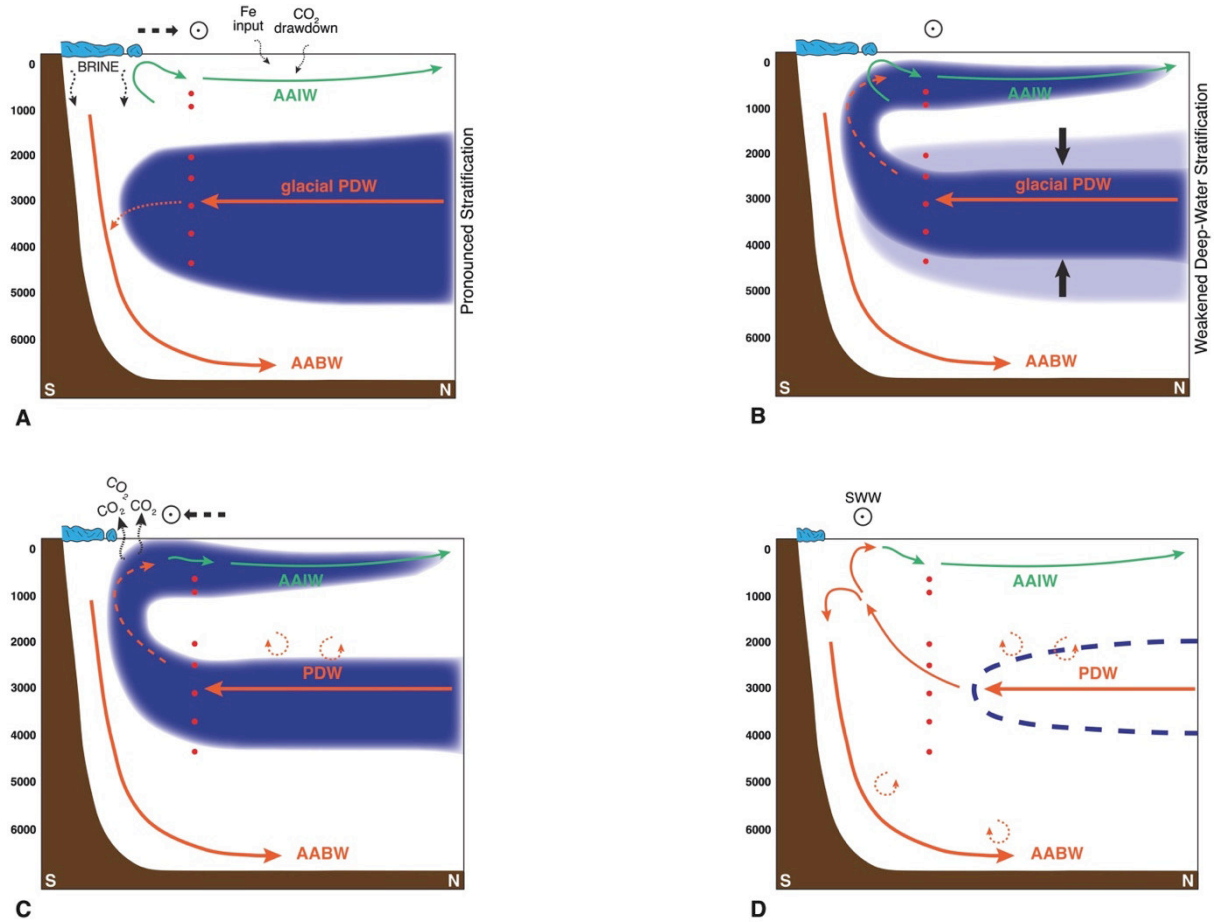 Fe
input
CO2
drawdown
0
BRINE
AAIW
1000
2000
glacial PDW
3000
4000
5000
6000
AABW
S
N
Pronounced Stratification
A
0
AAIW
1000
2000
glacial PDW
3000
4000
5000
6000
AABW
S
N
Weakened Deep-Water Stratification
B
CO2
CO2
CO2
0
AAIW
1000
2000
PDW
3000
4000
5000
6000
AABW
S
N
C
SWW
0
AAIW
1000
2000
PDW
3000
4000
5000
6000
AABW
S
N
D